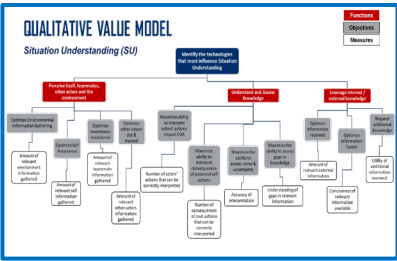 QUALITATIVE VALUE MODEL
Situation Understanding (SU)
Functions
Objectives
Measures
Identify the technologies
that most influence Situation
Understanding
Perceive itself, teammates,
other actors and the
environment
Understand and Assess
Knowledge
Leverage internal /
external knowledge
Optimize Environmental
Information Gathering
Optimize Self
Awareness
Optimize
teammates
monitored
Optimize
other actors
&
tracked
Maximize
ability to
interpret
actors' actions
impact COA
Maximize
ability to
interpret
consequences
of potential self
actions
Maximize the
ability to
assess error &
uncertainty
Maximize the
ability to assess
gaps in
knowledge
Optimize
information
received
Optimize
information
Fusion
Request
additional
Knowledge
Amount of
relevant
environment
information
gathered
Amount of
relevant self
information
gathered
Amount of
relevant
teammate
information
gathered
Amount of
relevant
other actors
information
gathered
Number of actors'
actions that can be
correctly interpreted
Number of
consequences
of own actions that
can be correctly
interpreted
Accuracy of
interpretation
Understanding of
gaps in relevant
information
Amount of
relevant external
information
Conciseness of
relevant
information
available
Utility of
additional
information
received